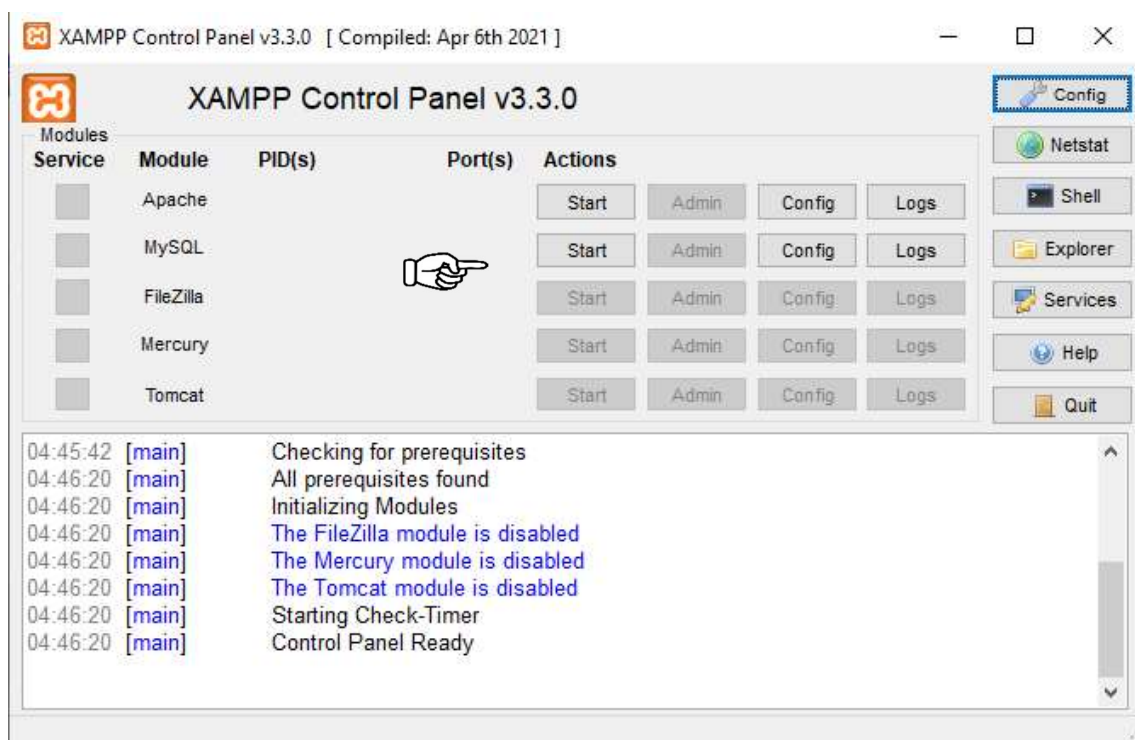 XAMPP Control Panel v3.3.0 [ Compiled: Apr 6th 2021 ]
XAMPP Control Panel v3.3.0
Config
Modules
Service Module PID(s) Port(s) Actions
Netstat
Apache Start Admin Config Logs
Shell
MySQL Start Admin Config Logs
Explorer
FileZilla Start Admin Config Logs
Services
Mercury Start Admin Config Logs
Help
Tomcat Start Admin Config Logs
Quit
04:45:42 [main] Checking for prerequisites
04:46:20 [main] All prerequisites found
04:46:20 [main] Initializing Modules
04:46:20 [main] The FileZilla module is disabled
04:46:20 [main] The Mercury module is disabled
04:46:20 [main] The Tomcat module is disabled
04:46:20 [main] Starting Check-Timer
04:46:20 [main] Control Panel Ready